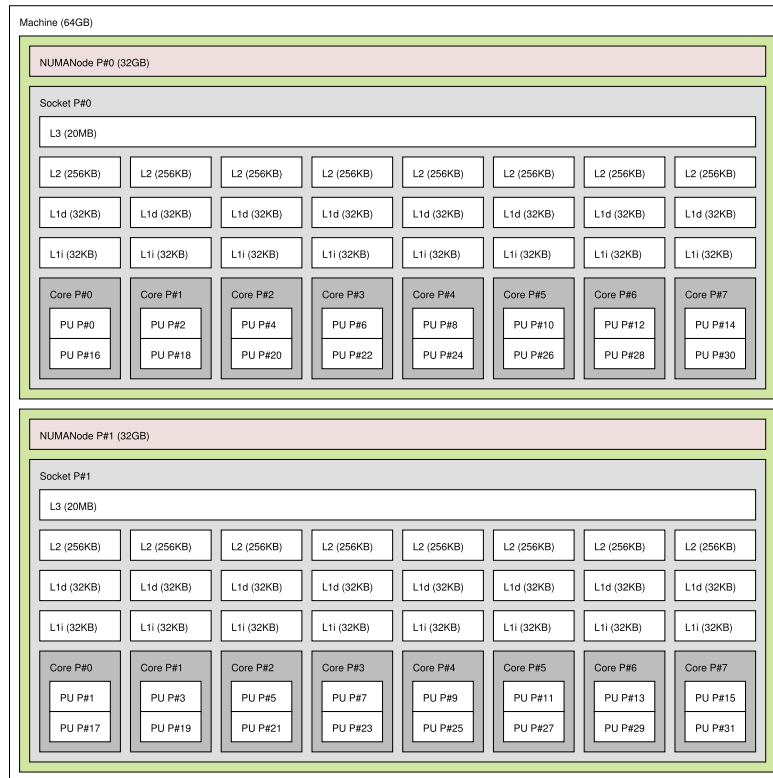 Machine (64GB)
NUMANode P#0 (32GB)
Socket P#0
L3 (20MB)
L2 (256KB) L2 (256KB) L2 (256KB) L2 (256KB) L2 (256KB) L2 (256KB) L2 (256KB) L2 (256KB)
L1d (32KB) L1d (32KB) L1d (32KB) L1d (32KB) L1d (32KB) L1d (32KB) L1d (32KB) L1d (32KB)
L1i (32KB) L1i (32KB) L1i (32KB) L1i (32KB) L1i (32KB) L1i (32KB) L1i (32KB) L1i (32KB)
Core P#0 Core P#1 Core P#2 Core P#3 Core P#4 Core P#5 Core P#6 Core P#7
PU P#0 PU P#2 PU P#4 PU P#6 PU P#8 PU P#10 PU P#12 PU P#14
PU P#16 PU P#18 PU P#20 PU P#22 PU P#24 PU P#26 PU P#28 PU P#30
NUMANode P#1 (32GB)
Socket P#1
L3 (20MB)
L2 (256KB) L2 (256KB) L2 (256KB) L2 (256KB) L2 (256KB) L2 (256KB) L2 (256KB) L2 (256KB)
L1d (32KB) L1d (32KB) L1d (32KB) L1d (32KB) L1d (32KB) L1d (32KB) L1d (32KB) L1d (32KB)
L1i (32KB) L1i (32KB) L1i (32KB) L1i (32KB) L1i (32KB) L1i (32KB) L1i (32KB) L1i (32KB)
Core P#0 Core P#1 Core P#2 Core P#3 Core P#4 Core P#5 Core P#6 Core P#7
PU P#1 PU P#3 PU P#5 PU P#7 PU P#9 PU P#11 PU P#13 PU P#15
PU P#17 PU P#19 PU P#21 PU P#23 PU P#25 PU P#27 PU P#29 PU P#31